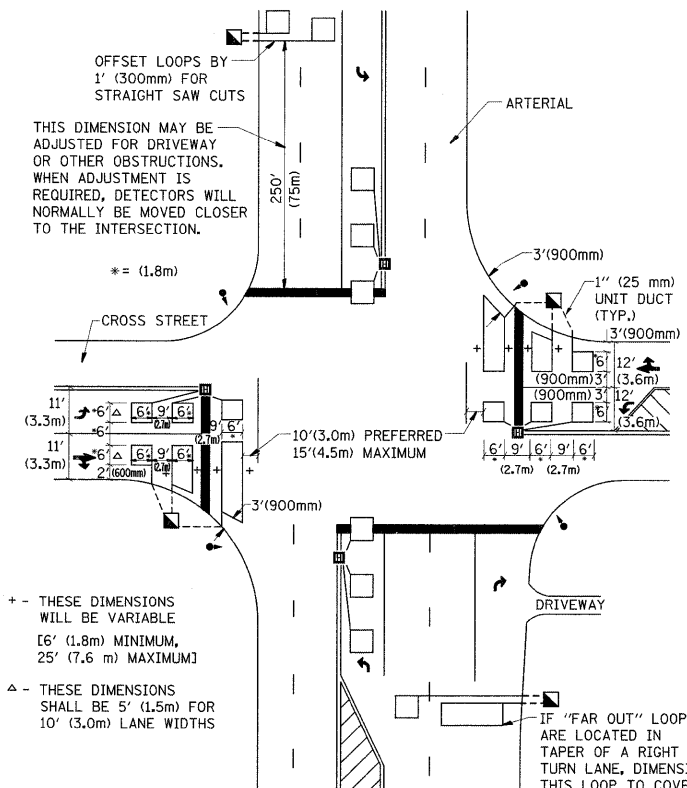 OFFSET LOOPS BY
1' (300mm) FOR
STRAIGHT SAW CUTS
ARTERIAL
THIS DIMENSION MAY BE
ADJUSTED FOR DRIVEWAY
OR OTHER OBSTRUCTIONS.
WHEN ADJUSTMENT IS
REQUIRED, DETECTORS WILL
NORMALLY BE MOVED CLOSER
TO THE INTERSECTION.
250'
(75m)
*= (1.8m)
3'(900mm)
1" (25 mm)
UNIT DUCT
(TYP.)
3'(900mm)
CROSS STREET
*6' 12'
(900mm) 3' (3.6m)
(900mm) 3' 12'
*6'
(3.6m)
6' 9' 6' 9' 6'
* (2.7m) * (2.7m) *
11'
(3.3m)
*6' △ 6'* 9' 6'* 9' 6'
(2.7m) (2.7m) *
*6'
11'
(3.3m)
*6' △ 6'* 9' 6'*
(2.7m)
2' (600mm)
10'(3.0m) PREFERRED
15'(4.5m) MAXIMUM
3'(900mm)
+ - THESE DIMENSIONS
WILL BE VARIABLE
[6' (1.8m) MINIMUM,
25' (7.6 m) MAXIMUM]
△ - THESE DIMENSIONS
SHALL BE 5' (1.5m) FOR
10' (3.0m) LANE WIDTHS
DRIVEWAY
IF "FAR OUT" LOOP
ARE LOCATED IN
TAPER OF A RIGHT
TURN LANE, DIMENSI
THIS LOOP TO COVER